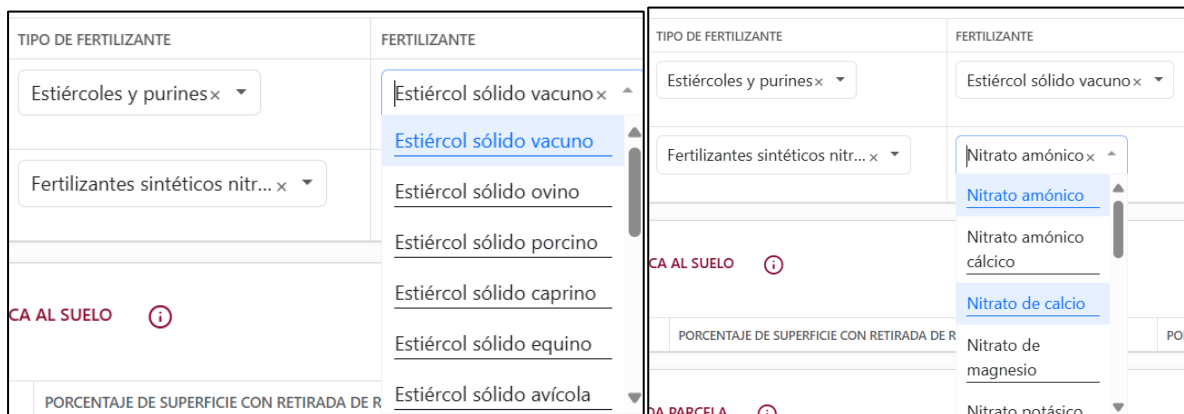 TIPO DE FERTILIZANTE
FERTILIZANTE
Estiércoles y purines×
Estiércol sólido vacuno×
Estiércol sólido vacuno
Fertilizantes sintéticos nitr... ×
Estiércol sólido ovino
Estiércol sólido porcino
Estiércol sólido caprino
CA AL SUELO
Estiércol sólido equino
Estiércol sólido avícola
PORCENTAJE DE SUPERFICIE CON RETIRADA DE R
TIPO DE FERTILIZANTE
FERTILIZANTE
Estiércoles y purines×
Estiércol sólido vacuno×
Fertilizantes sintéticos nitr... ×
Nitrato amónico×
Nitrato amónico
Nitrato amónico
cálcico
CA AL SUELO
Nitrato de calcio
PORCENTAJE DE SUPERFICIE CON RETIRADA DE R
PO
Nitrato de
magnesio
DA PARCELA
Nitrato potásico